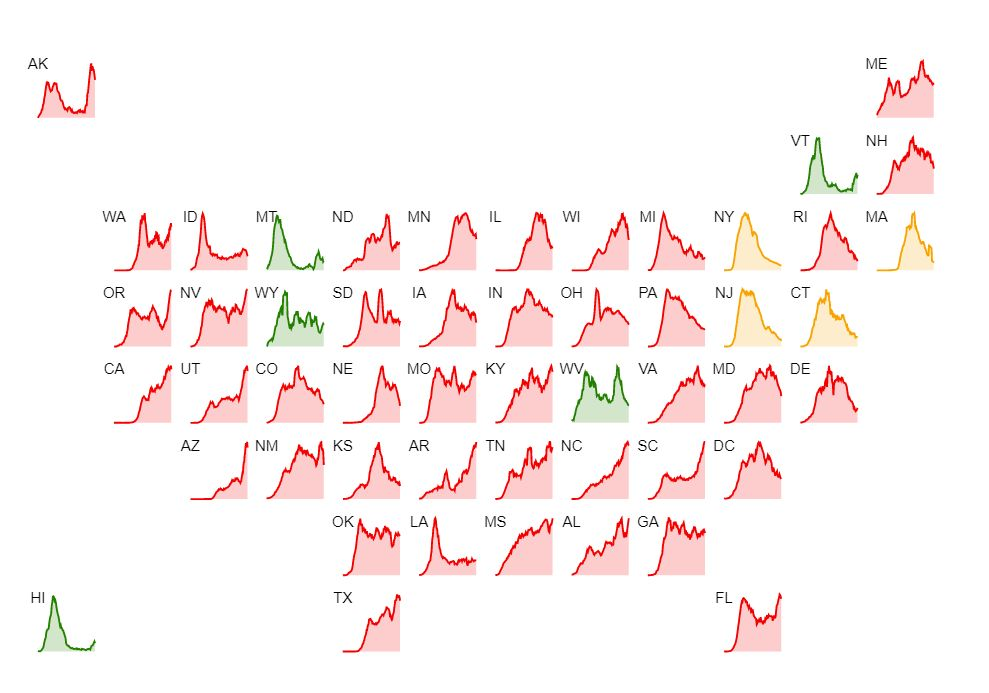 AK ME
VT NH
WA ID MT ND MN IL WI MI NY RI MA
OR NV WY SD IA IN OH PA NJ CT
CA UT CO NE MO KY WV VA MD DE
AZ NM KS AR TN NC SC DC
OK LA MS AL GA
HI TX FL